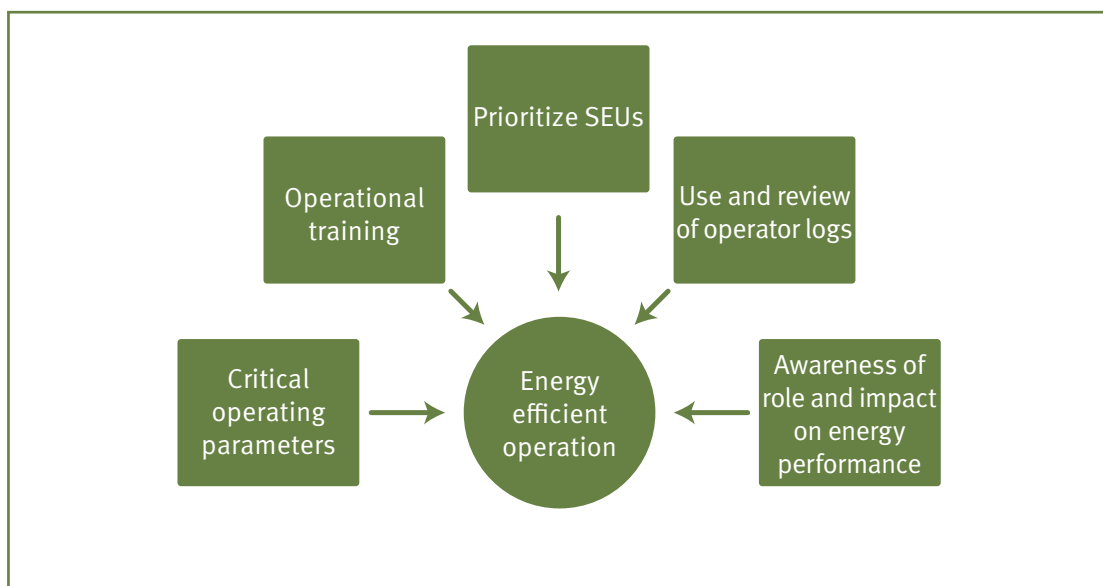 Prioritize SEUs
Operational
training
Use and review
of operator logs
Critical
operating
parameters
Energy
efficient
operation
Awareness of
role and impact
on energy
performance